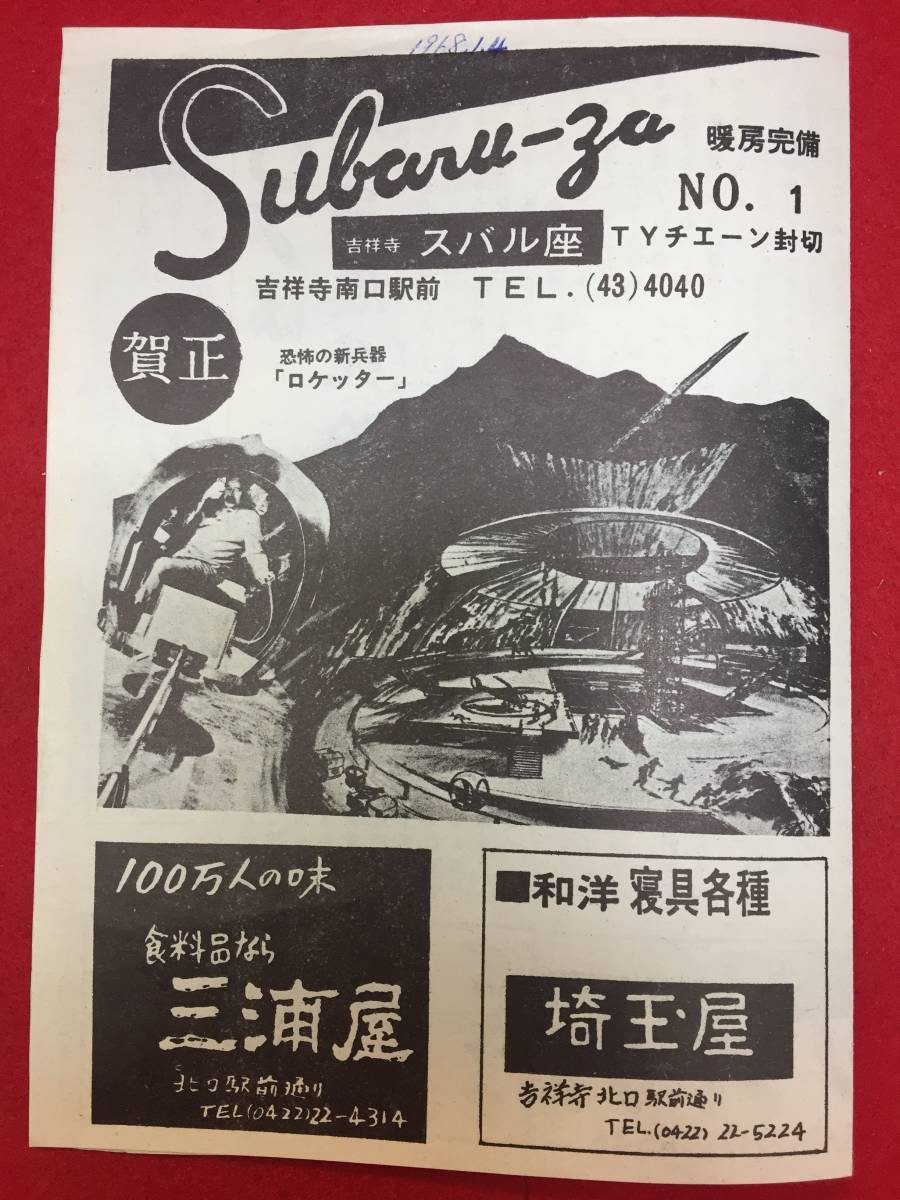 1968.1.4
Subaru-za
暖房完備
NO. 1
吉祥寺 スバル座 TYチエーン封切
吉祥寺南口駅前 TEL.(43)4040
賀正
恐怖の新兵器
「ロケッター」
100万人の味
食料品なら
三浦屋
北口駅前通り
TEL(0422)22-4314
■和洋 寝具各種
埼玉屋
吉祥寺北口駅前通り
TEL.(0422) 22-5224